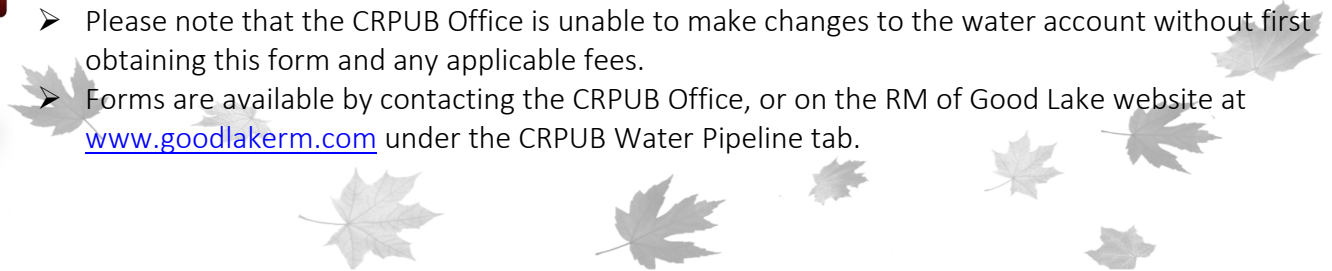 ➢ Please note that the CRPUB Office is unable to make changes to the water account without first
obtaining this form and any applicable fees.
➢ Forms are available by contacting the CRPUB Office, or on the RM of Good Lake website at
www.goodlakerm.com under the CRPUB Water Pipeline tab.